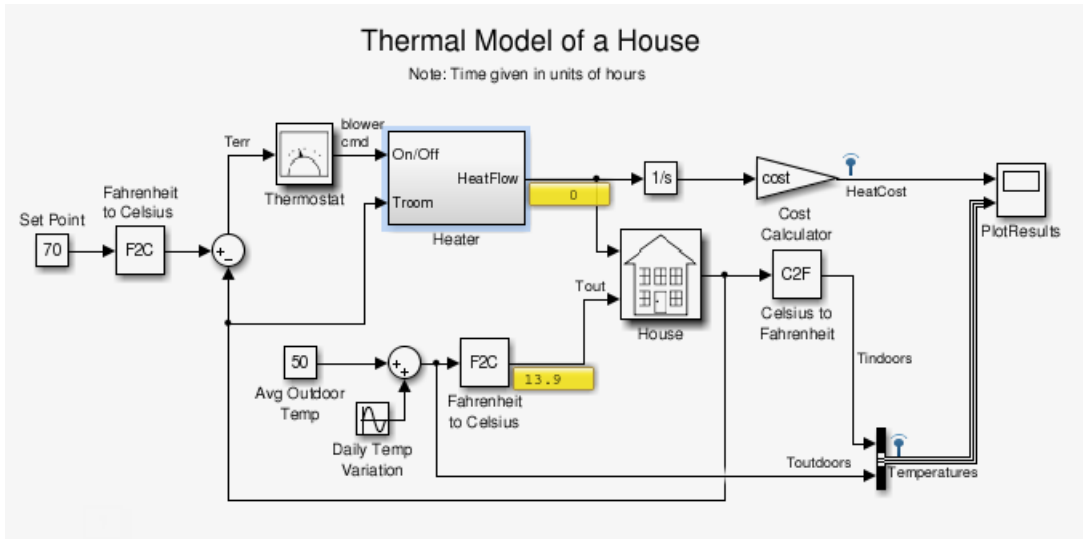 Thermal Model of a House
Note: Time given in units of hours
Terr
blower
cmd
Thermostat
On/Off
HeatFlow
Troom
Heater
0
1/s
cost
HeatCost
Cost
Calculator
PlotResults
Fahrenheit
to Celsius
Set Point
70
F2C
+
−
Tout
House
C2F
Celsius to
Fahrenheit
Tindoors
50
Avg Outdoor
Temp
+
+
F2C
13.9
Fahrenheit
to Celsius
Daily Temp
Variation
Toutdoors
Temperatures